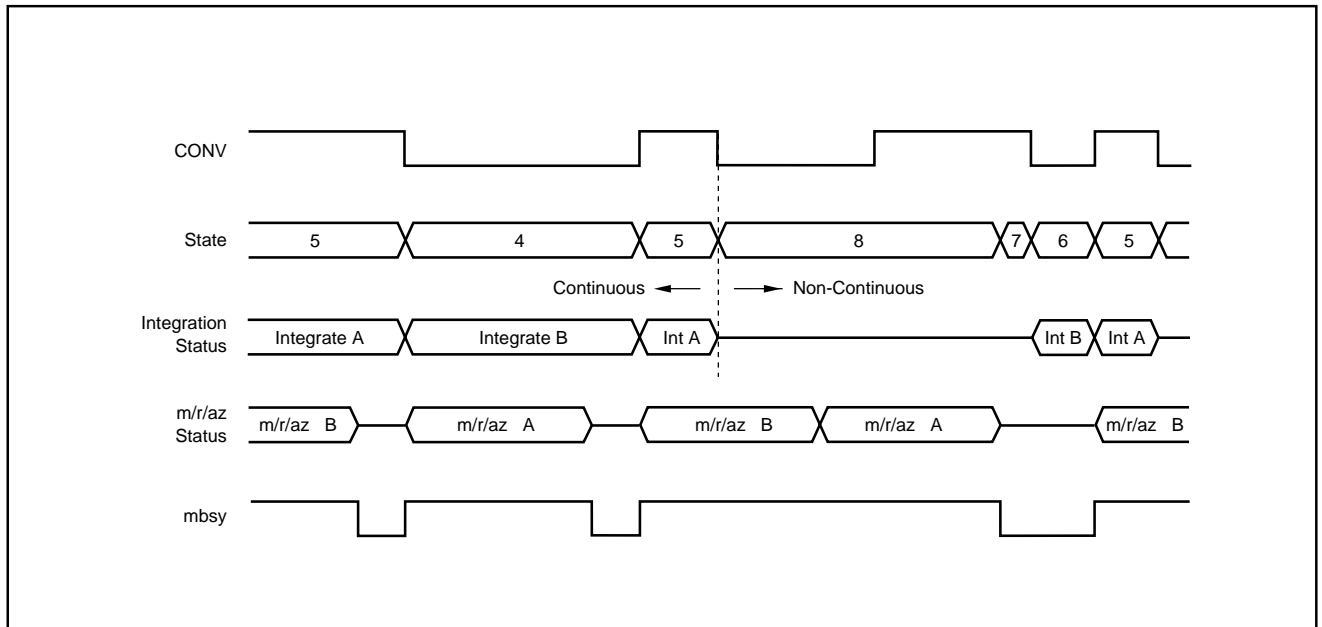 CONV
State 5 4 5 8 7 6 5
Continuous Non-Continuous
Integration
Status
Integrate A Integrate B Int A Int B Int A
m/r/az
Status
m/r/az B m/r/az A m/r/az B m/r/az A m/r/az B
mbsy